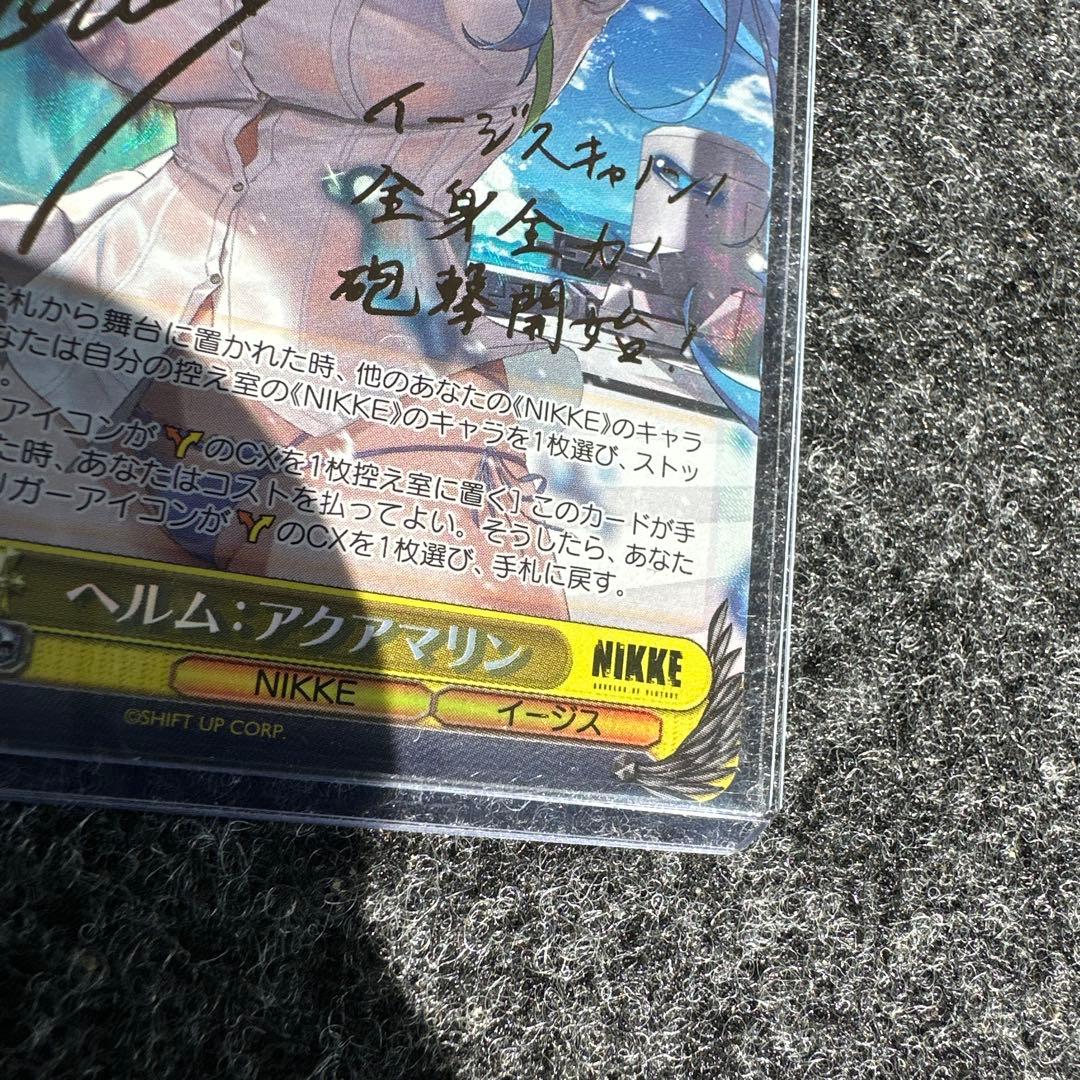 イージスキャノン！
全身全力！
砲撃開始！
札から舞台に置かれた時、他のあなたの《NIKKE》のキャラ
なたは自分の控え室の《NIKKE》のキャラを1枚選び、ストッ
。
アイコンが のCXを1枚控え室に置く］このカードが手
た時、あなたはコストを払ってよい。そうしたら、あなた
リガーアイコンが のCXを1枚選び、手札に戻す。
ヘルム：アクアマリン
NIKKE
NIKKE
イージス
©SHIFT UP CORP.